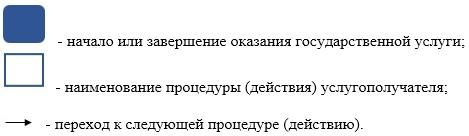 - начало или завершение оказания государственной услуги;
- наименование процедуры (действия) услугополучателя;
- переход к следующей процедуре (действию).